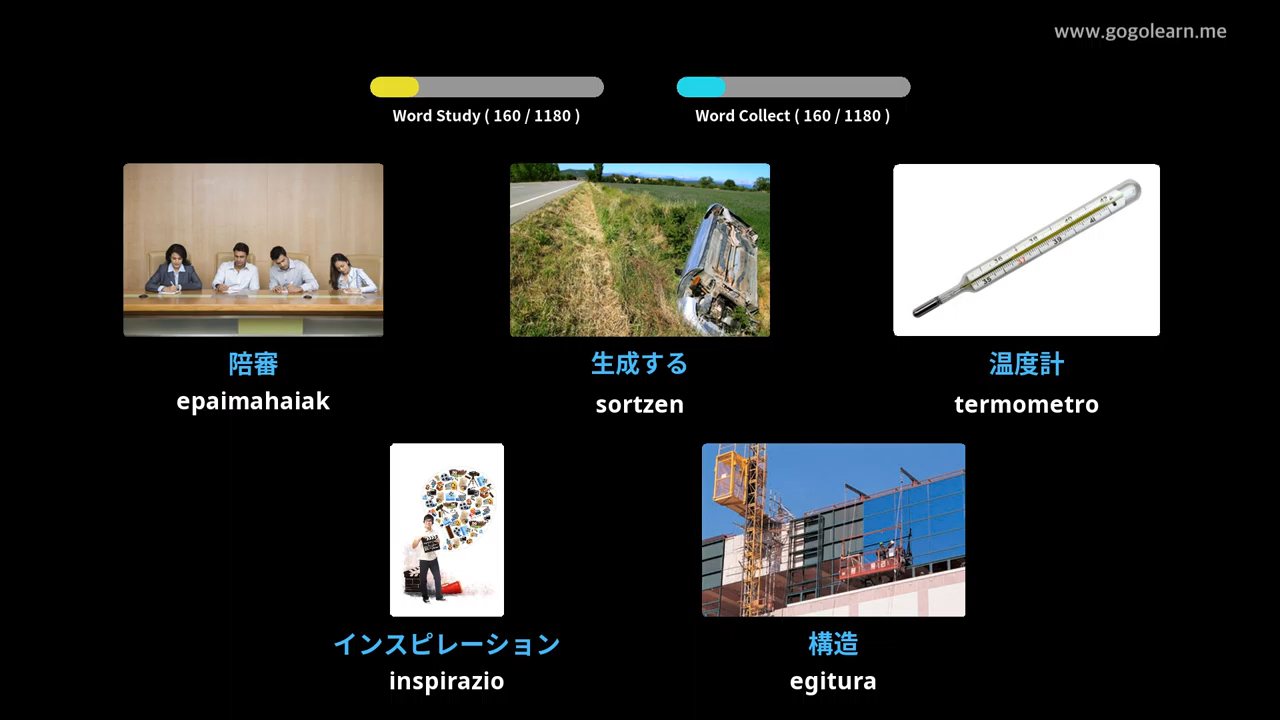 www.gogolearn.me
Word Study ( 160 / 1180 )
Word Collect ( 160 / 1180 )
陪審
epaimahaiak
生成する
sortzen
温度計
termometro
インスピレーション
inspirazio
構造
egitura